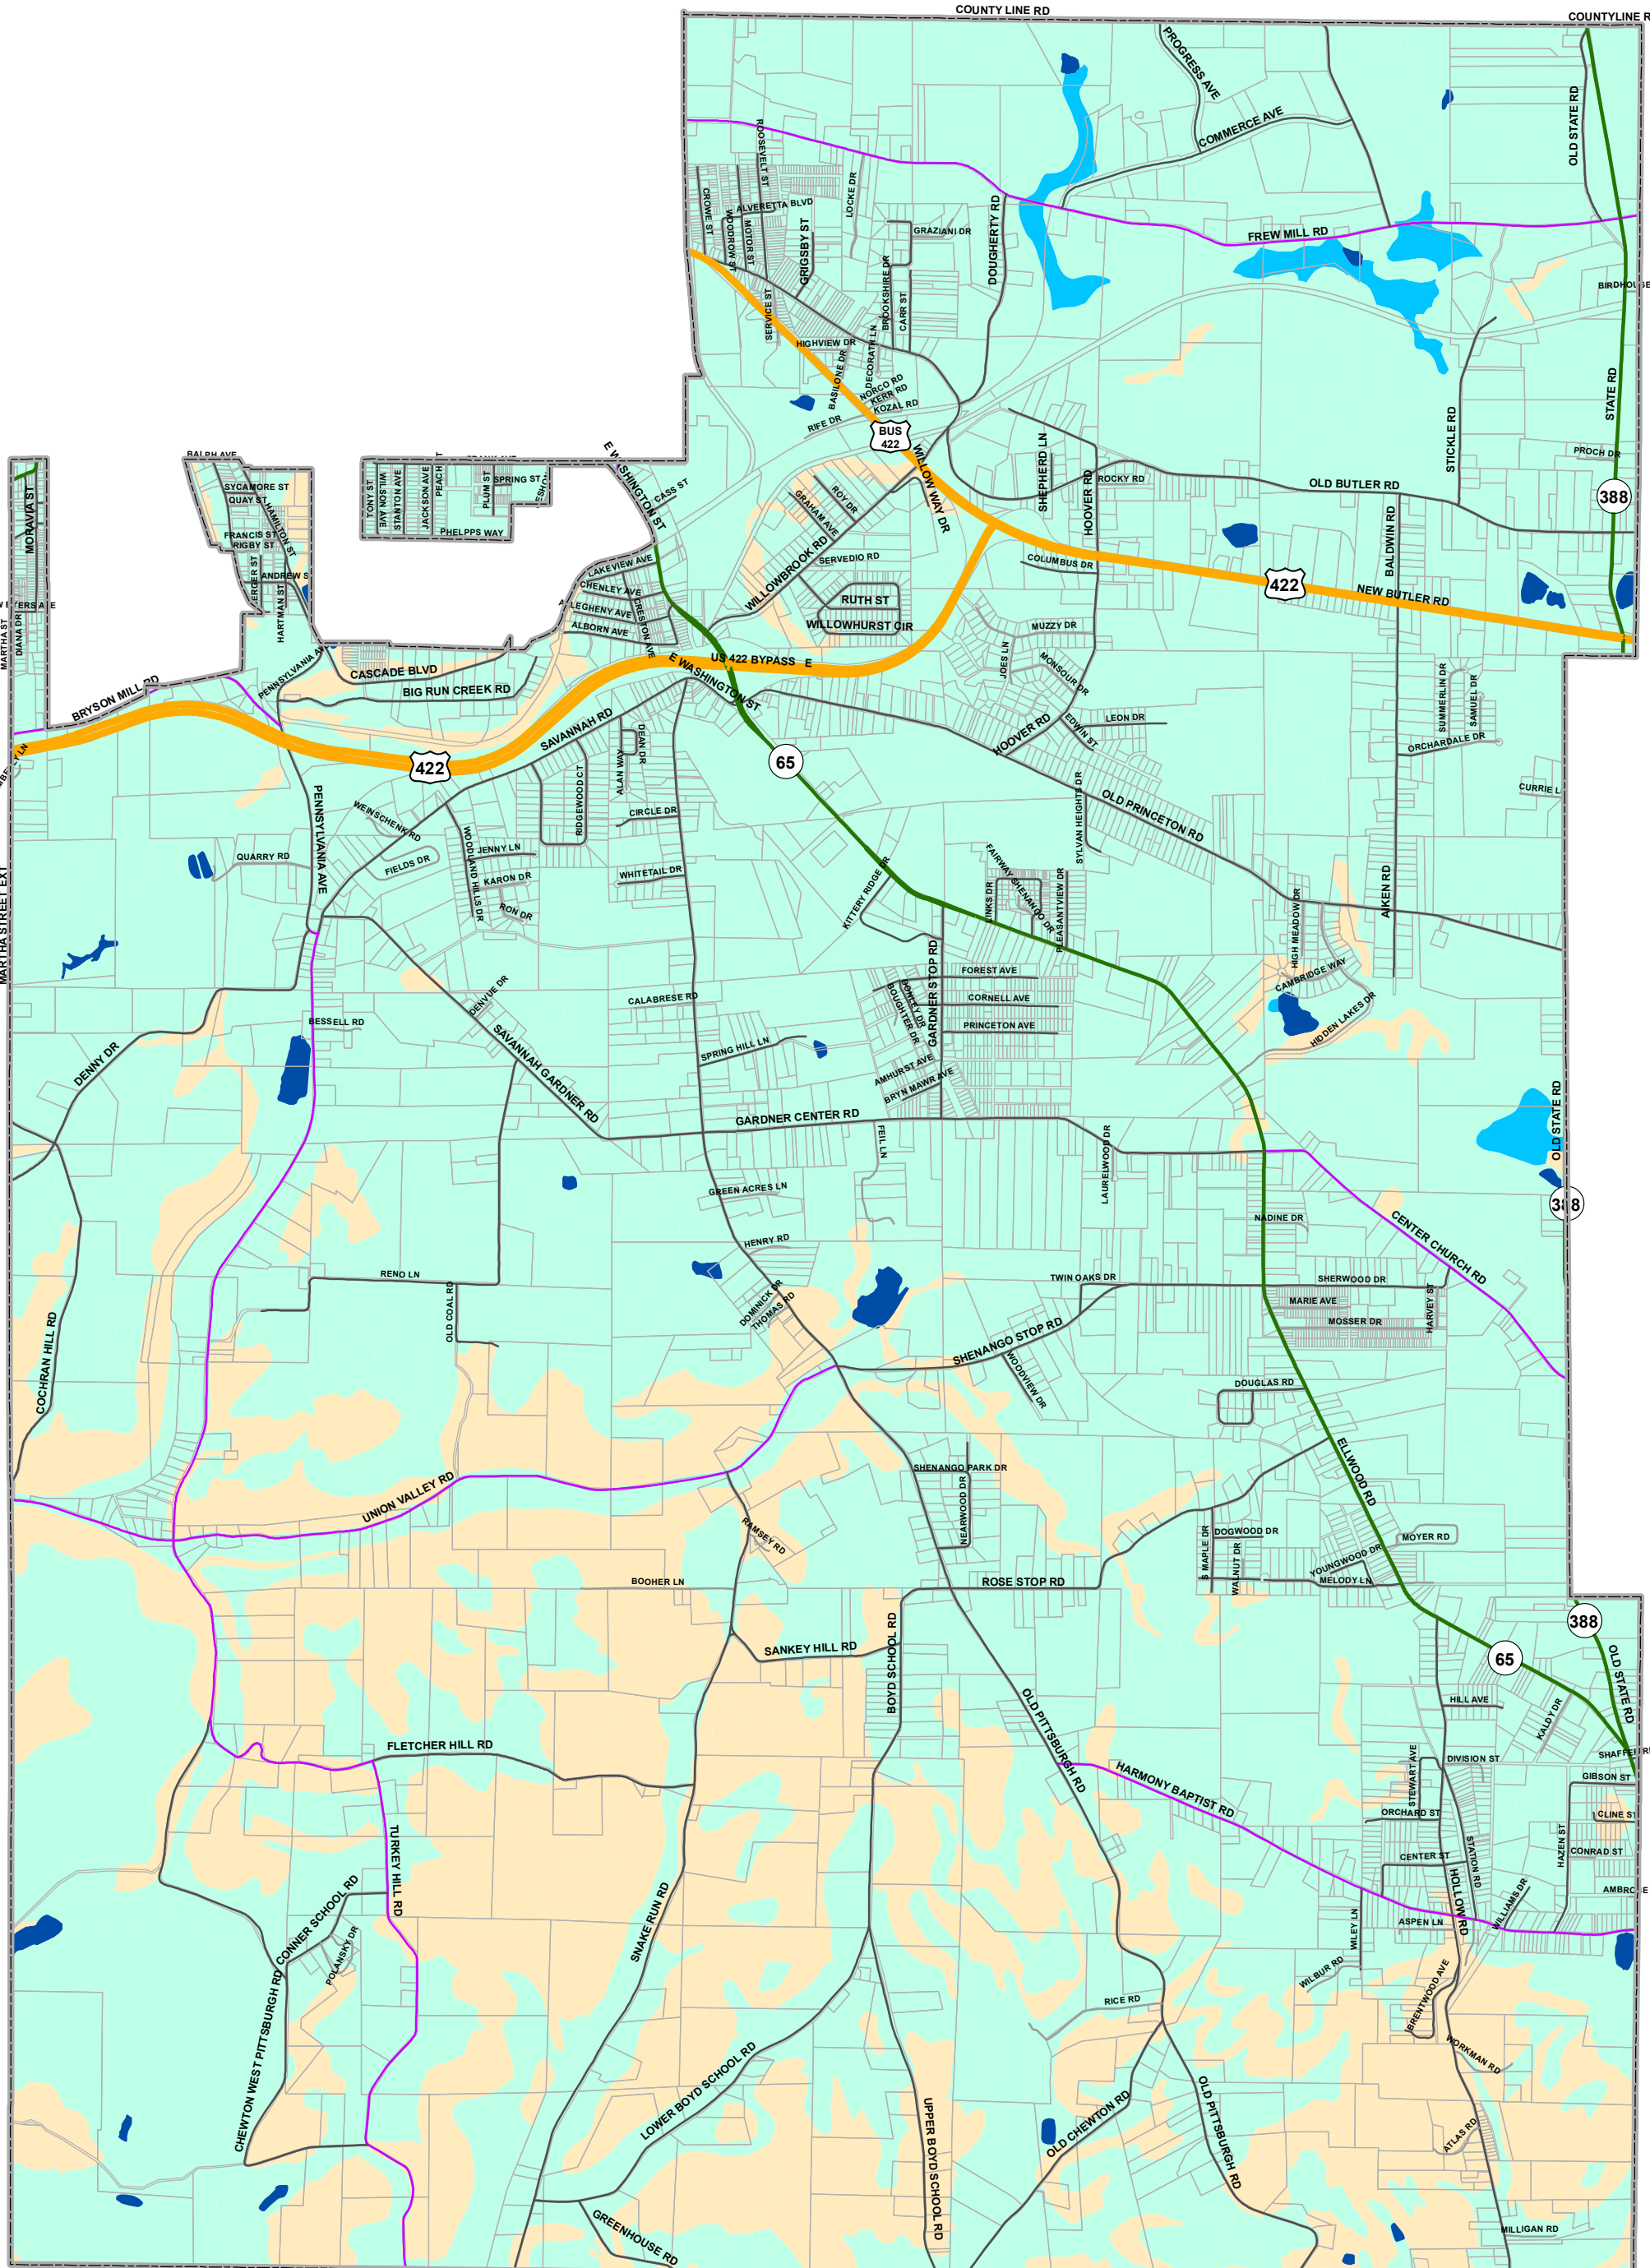 COUNTY LINE RD
PROGRESS AVE
COMMERCE AVE
OLD STATE RD
ROOSEVELT ST
CROWE ST
WOODROW ST
MOTOR ST
ALVERETTA BLVD
LOCKE DR
GRIGSBY ST
GRAZIANI DR
DOUGHERTY RD
FREW MILL RD
SERVICE ST
BROOKSHIRE DR
CARR ST
HIGHVIEW DR
BASILONE DR
DECORATH LN
NORCO RD
KERR RD
KOZAL RD
RIFE DR
BUS
422
WILLOW WAY DR
STATE RD
STICKLE RD
PROCH DR
388
SHEPHERD LN
HOOVER RD
ROCKY RD
OLD BUTLER RD
BALDWIN RD
MORAVIA ST
SYCAMORE ST
QUAY ST
HAMILTON ST
FRANCIS ST
RIGBY ST
HARTMAN ST
TONY ST
WILSON AVE
STANTON AVE
JACKSON AVE
PLUM ST
SPRING ST
PHELPPS WAY
E WASHINGTON ST
CASS ST
ROY DR
GRAHAM AVE
WILLOWBROOK RD
SERVEDIO RD
COLUMBUS DR
422
NEW BUTLER RD
LAKEVIEW AVE
CHENLEY AVE
CRESTON AVE
ALBORN AVE
RUTH ST
WILLOWHURST CIR
MUZZY DR
JOES LN
MONSOUR DR
MARTHA ST
DIANA DR
CASCADE BLVD
BIG RUN CREEK RD
BRYSON MILL RD
US 422 BYPASS E
E WASHINGTON ST
SAVANNAH RD
HOOVER RD
EDWIN ST
LEON DR
SUMMERLIN DR
SAMUEL DR
ORCHARDALE DR
422
65
DEAN DR
ALAN WAY
RIDGEWOOD CT
CIRCLE DR
WHITETAIL DR
PENNSYLVANIA AVE
WEINSCHENK RD
FIELDS DR
QUARRY RD
WOODLAND HILLS DR
JENNY LN
KARON DR
RON DR
SYLVAN HEIGHTS DR
OLD PRINCETON RD
KITTERY RIDGE DR
FAIRWAY SHENANGO DR
LINKS DR
PLEASANTVIEW DR
AIKEN RD
HIGH MEADOW DR
CAMBRIDGE WAY
HIDDEN LAKES DR
MARTHA STREET EXT
GARDNER STOP RD
FOREST AVE
CORNELL AVE
PRINCETON AVE
DONLEY DR
BOUGHTER DR
AMHURST AVE
BRYN MAWR AVE
DENVUE DR
CALABRESE RD
BESSELL RD
SPRING HILL LN
SAVANNAH GARDNER RD
DENNY DR
GARDNER CENTER RD
FEIL LN
LAURELWOOD DR
OLD STATE RD
388
GREEN ACRES LN
HENRY RD
NADINE DR
CENTER CHURCH RD
RENO LN
OLD COAL RD
DOMINICK DR
THOMAS RD
TWIN OAKS DR
SHERWOOD DR
MARIE AVE
MOSSER DR
HARVEY ST
SHENANGO STOP RD
WOODVIEW DR
DOUGLAS RD
COCHRAN HILL RD
ELLWOOD RD
UNION VALLEY RD
SHENANGO PARK DR
NEARWOOD DR
RAMSEY RD
BOOHER LN
ROSE STOP RD
S MAPLE DR
DOGWOOD DR
WALNUT DR
MOYER RD
YOUNGWOOD DR
MELODY LN
388
65
SANKEY HILL RD
BOYD SCHOOL RD
OLD STATE RD
HILL AVE
KALDY DR
OLD PITTSBURGH RD
FLETCHER HILL RD
HARMONY BAPTIST RD
STEWART AVE
DIVISION ST
GIBSON ST
ORCHARD ST
CLINE ST
TURKEY HILL RD
CENTER ST
STATION RD
HAZEN ST
CONRAD ST
HOLLOW RD
WILLIAMS DR
CONNER SCHOOL RD
POLANSKY DR
SNAKE RUN RD
WILEY LN
ASPEN LN
WILBUR RD
BRENTWOOD AVE
CHEWTON WEST PITTSBURGH RD
RICE RD
WORKMAN RD
LOWER BOYD SCHOOL RD
UPPER BOYD SCHOOL RD
OLD CHEWTON RD
OLD PITTSBURGH RD
ATLAS RD
GREENHOUSE RD
MILLIGAN RD